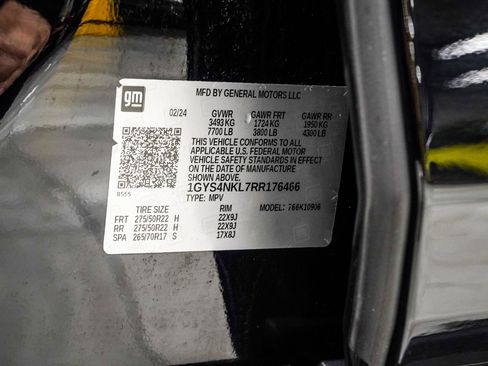 gm
MFD BY GENERAL MOTORS LLC
02/24 GVWR GAWR FRT GAWR RR
3493 KG 1724 KG 1950 KG
7700 LB 3800 LB 4300 LB
THIS VEHICLE CONFORMS TO ALL
APPLICABLE U.S. FEDERAL MOTOR
VEHICLE SAFETY STANDARDS IN EFFECT
ON THE DATE OF MANUFACTURE
SHOWN ABOVE.
1GYS4NKL7RR176466
8555 TYPE: MPV
TIRE SIZE RIM MODEL: 766K10906
FRT 275/50R22 H 22X9J
RR 275/50R22 H 22X9J
SPA 265/70R17 S 17X8J